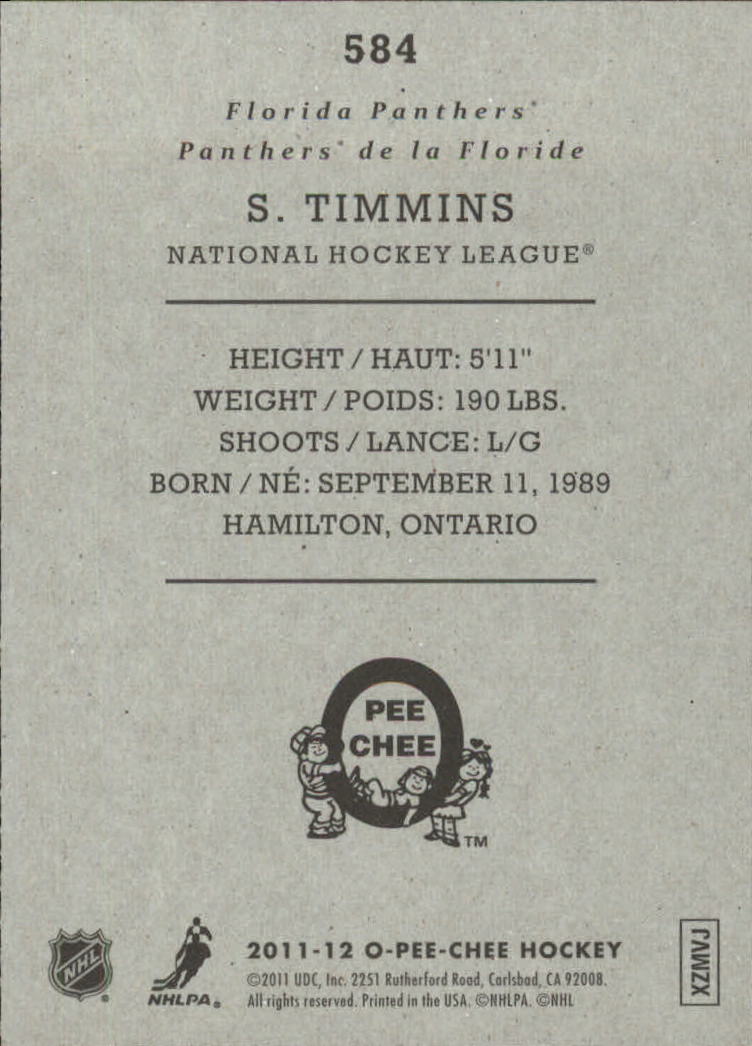 584
Florida Panthers
Panthers de la Floride
S. TIMMINS
NATIONAL HOCKEY LEAGUE®
HEIGHT / HAUT: 5'11"
WEIGHT / POIDS: 190 LBS.
SHOOTS / LANCE: L/G
BORN / NÉ: SEPTEMBER 11, 1989
HAMILTON, ONTARIO
PEE
CHEE
TM
NHL
NHLPA®
2011-12 O-PEE-CHEE HOCKEY
©2011 UDC, Inc. 2251 Rutherford Road, Carlsbad, CA 92008.
All rights reserved. Printed in the USA. ©NHLPA. ©NHL
XZMVJ